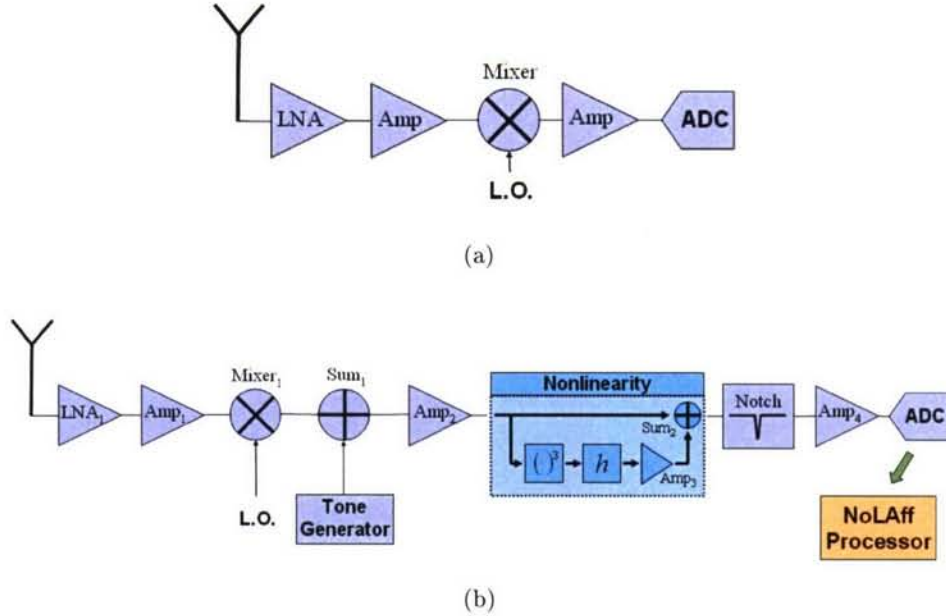 Mixer
LNA Amp Amp ADC
L.O.
(a)
Mixer₁ Sum₁ Nonlinearity
LNA₁ Amp₁ Amp₂ Sum₂ Notch Amp₄ ADC
( )³ h Amp₃
L.O. Tone Generator
NoLAff Processor
(b)